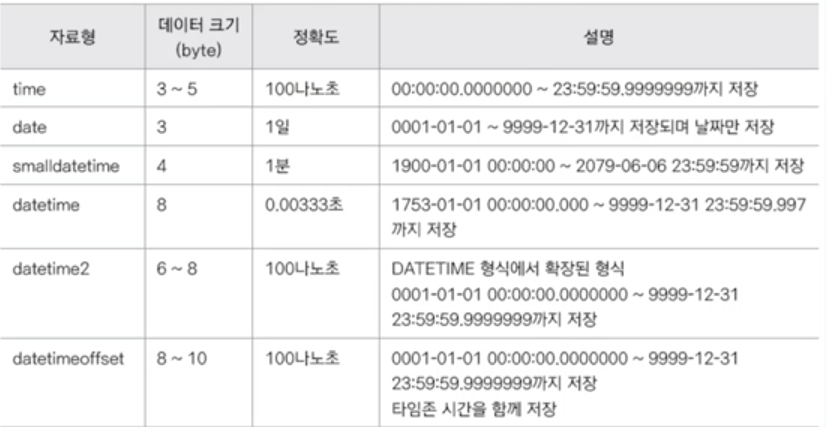 자료형 데이터 크기 (byte) 정확도 설명
time 3 ~ 5 100나노초 00:00:00.0000000 ~ 23:59:59.9999999까지 저장
date 3 1일 0001-01-01 ~ 9999-12-31까지 저장되며 날짜만 저장
smalldatetime 4 1분 1900-01-01 00:00:00 ~ 2079-06-06 23:59:59까지 저장
datetime 8 0.00333초 1753-01-01 00:00:00.000 ~ 9999-12-31 23:59:59.997
까지 저장
datetime2 6 ~ 8 100나노초 DATETIME 형식에서 확장된 형식
0001-01-01 00:00:00.0000000 ~ 9999-12-31
23:59:59.9999999까지 저장
datetimeoffset 8 ~ 10 100나노초 0001-01-01 00:00:00.0000000 ~ 9999-12-31
23:59:59.9999999까지 저장
타임존 시간을 함께 저장